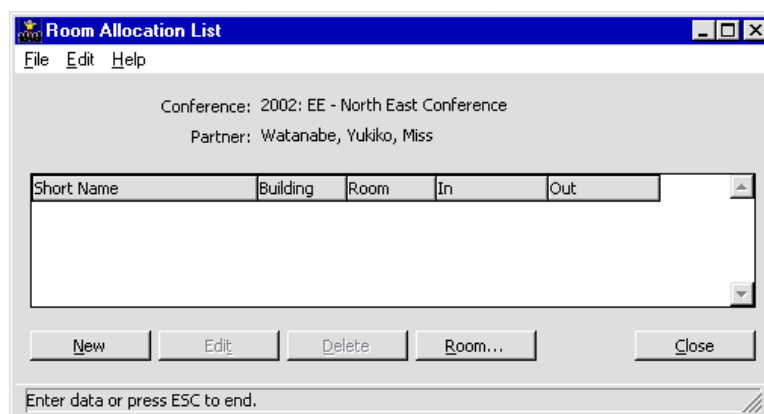 Room Allocation List
File Edit Help
Conference: 2002: EE - North East Conference
Partner: Watanabe, Yukiko, Miss
Short Name Building Room In Out
New Edit Delete Room... Close
Enter data or press ESC to end.